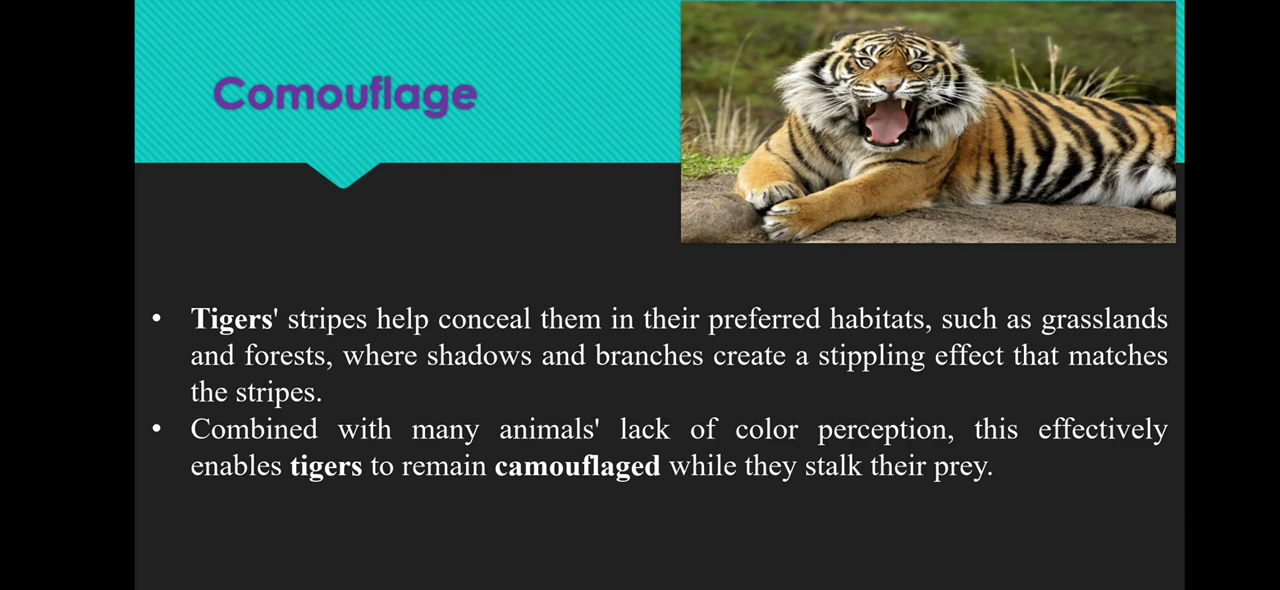 Comouflage
• Tigers' stripes help conceal them in their preferred habitats, such as grasslands
and forests, where shadows and branches create a stippling effect that matches
the stripes.
• Combined with many animals' lack of color perception, this effectively
enables tigers to remain camouflaged while they stalk their prey.